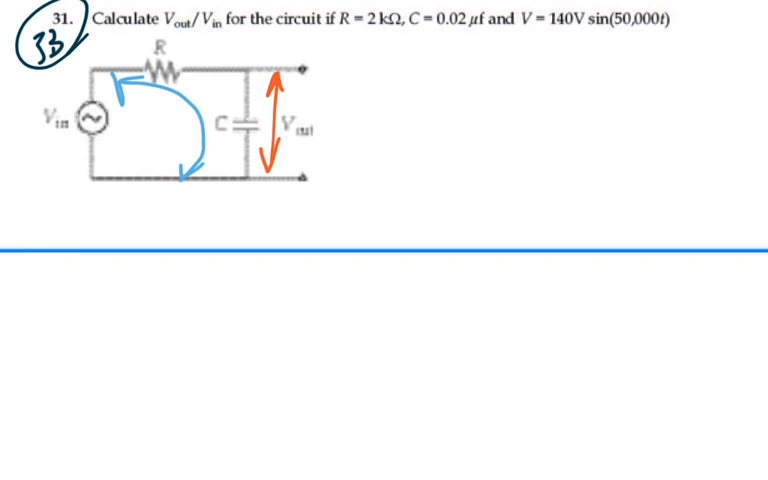 31. Calculate Vout/Vin for the circuit if R = 2 kΩ, C = 0.02 μf and V = 140V sin(50,000t)
33
R
Vin
C
Vout